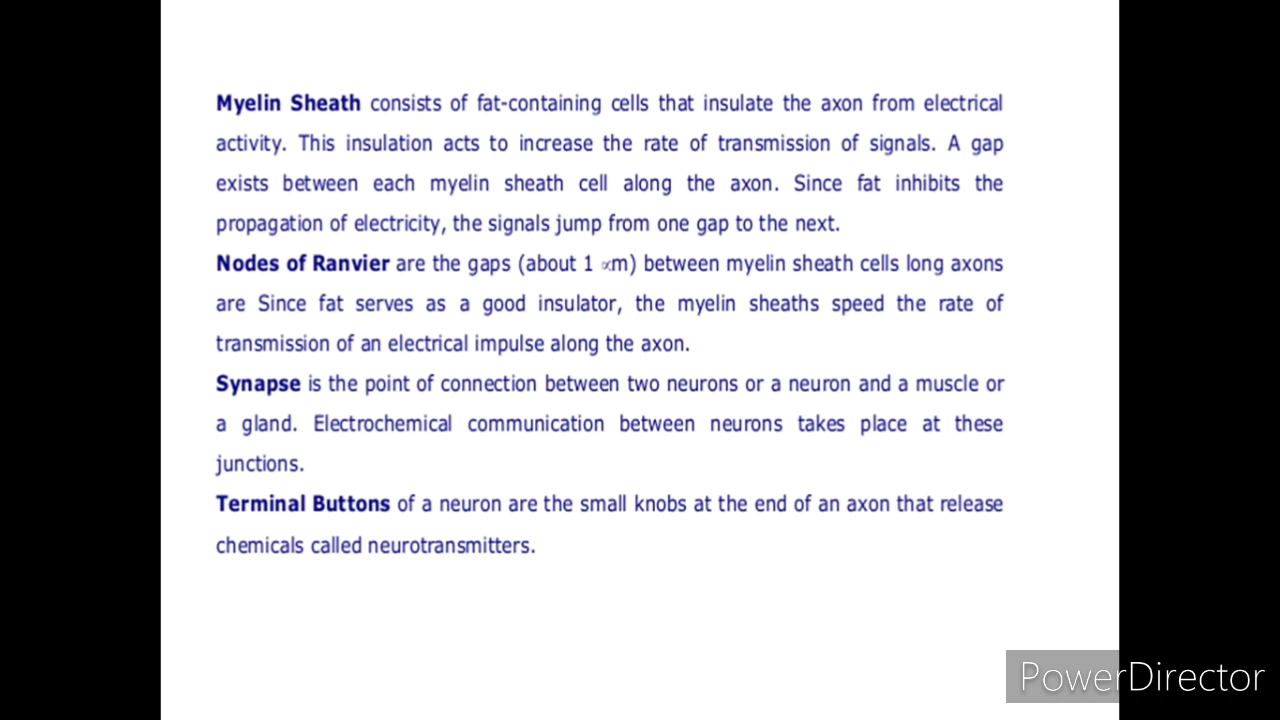 Myelin Sheath consists of fat-containing cells that insulate the axon from electrical
activity. This insulation acts to increase the rate of transmission of signals. A gap
exists between each myelin sheath cell along the axon. Since fat inhibits the
propagation of electricity, the signals jump from one gap to the next.
Nodes of Ranvier are the gaps (about 1 ∝m) between myelin sheath cells long axons
are Since fat serves as a good insulator, the myelin sheaths speed the rate of
transmission of an electrical impulse along the axon.
Synapse is the point of connection between two neurons or a neuron and a muscle or
a gland. Electrochemical communication between neurons takes place at these
junctions.
Terminal Buttons of a neuron are the small knobs at the end of an axon that release
chemicals called neurotransmitters.
PowerDirector